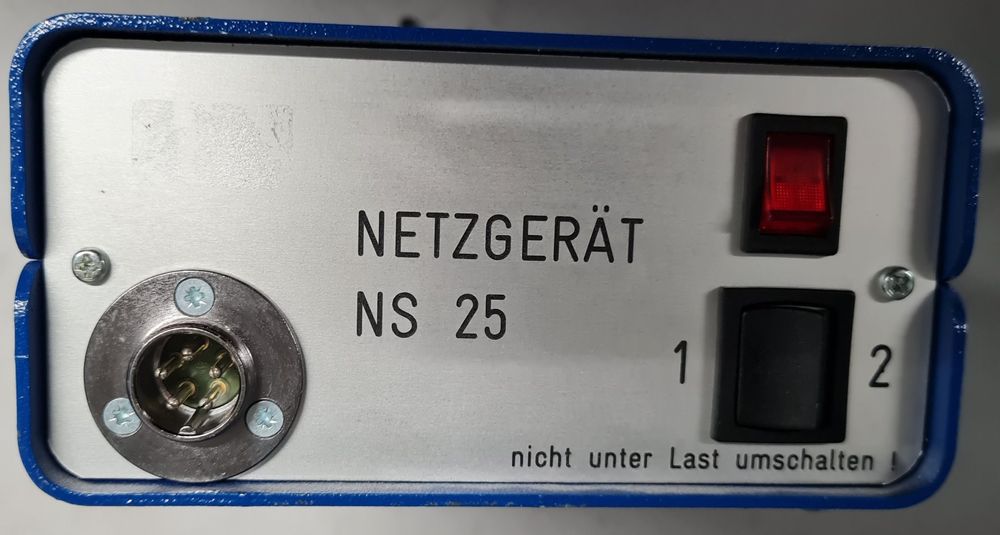 NETZGERÄT
NS 25
1 2
nicht unter Last umschalten !